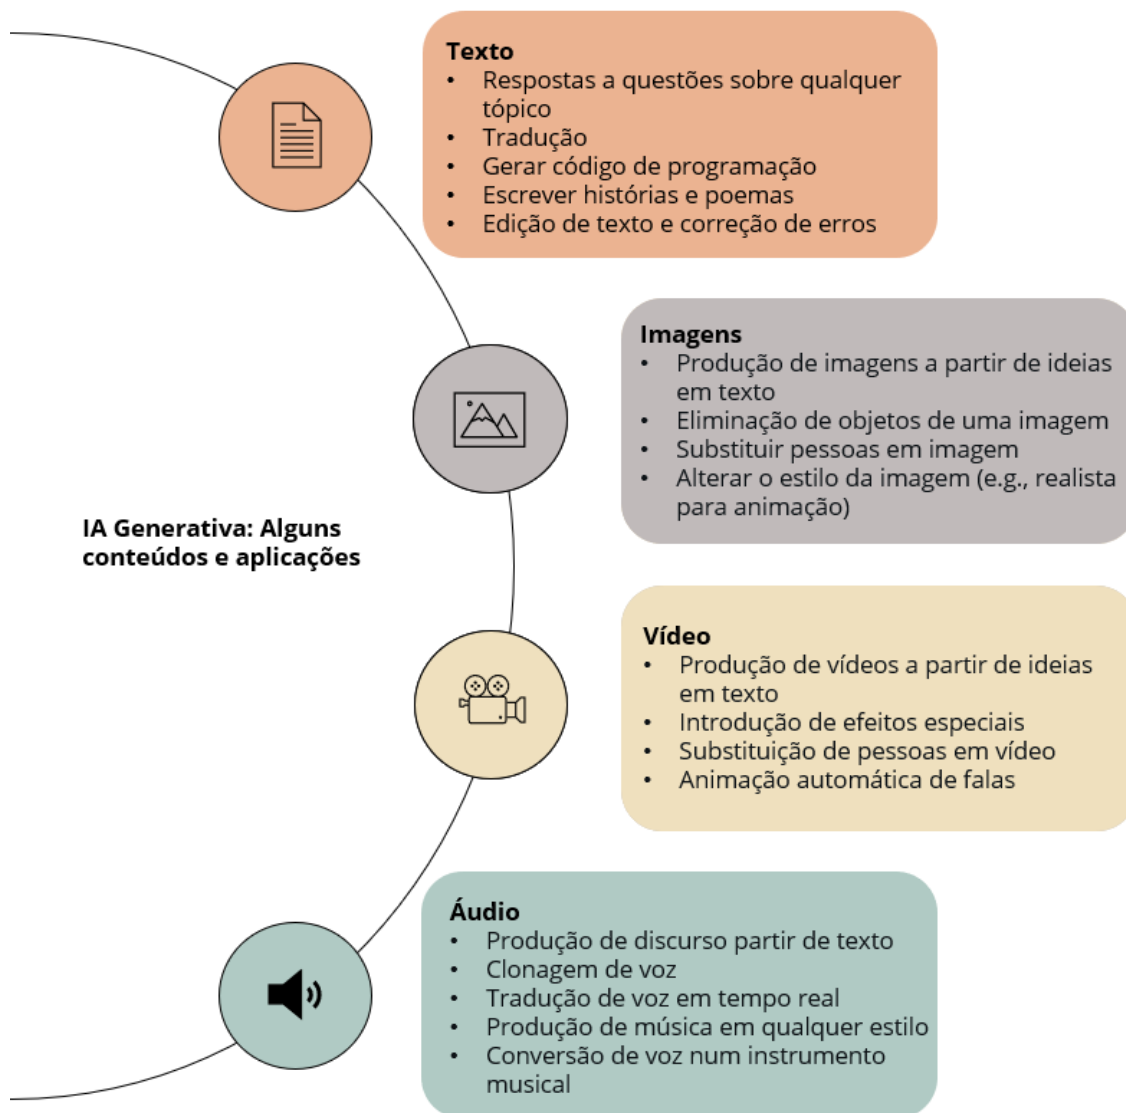 Texto
• Respostas a questões sobre qualquer
tópico
• Tradução
• Gerar código de programação
• Escrever histórias e poemas
• Edição de texto e correção de erros
Imagens
• Produção de imagens a partir de ideias
em texto
• Eliminação de objetos de uma imagem
• Substituir pessoas em imagem
• Alterar o estilo da imagem (e.g., realista
para animação)
IA Generativa: Alguns
conteúdos e aplicações
Vídeo
• Produção de vídeos a partir de ideias
em texto
• Introdução de efeitos especiais
• Substituição de pessoas em vídeo
• Animação automática de falas
Áudio
• Produção de discurso partir de texto
• Clonagem de voz
• Tradução de voz em tempo real
• Produção de música em qualquer estilo
• Conversão de voz num instrumento
musical